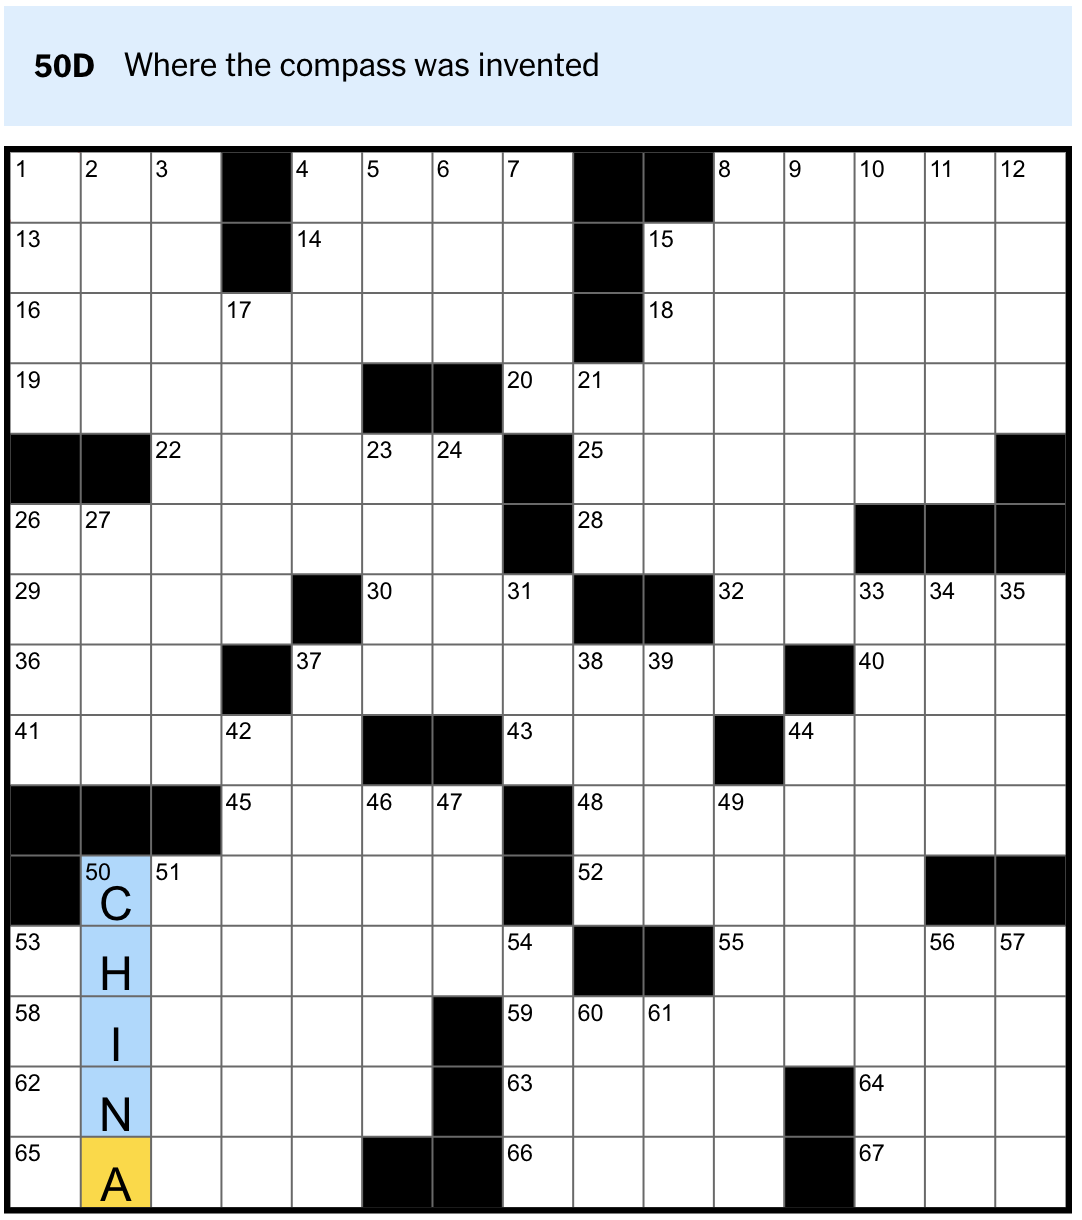 50D Where the compass was invented
1 2 3 4 5 6 7 8 9 10 11 12
13 14 15
16 17 18
19 20 21
22 23 24 25
26 27 28
29 30 31 32 33 34 35
36 37 38 39 40
41 42 43 44
45 46 47 48 49
50 C 51 52
53 H 54 55 56 57
58 I 59 60 61
62 N 63 64
65 A 66 67